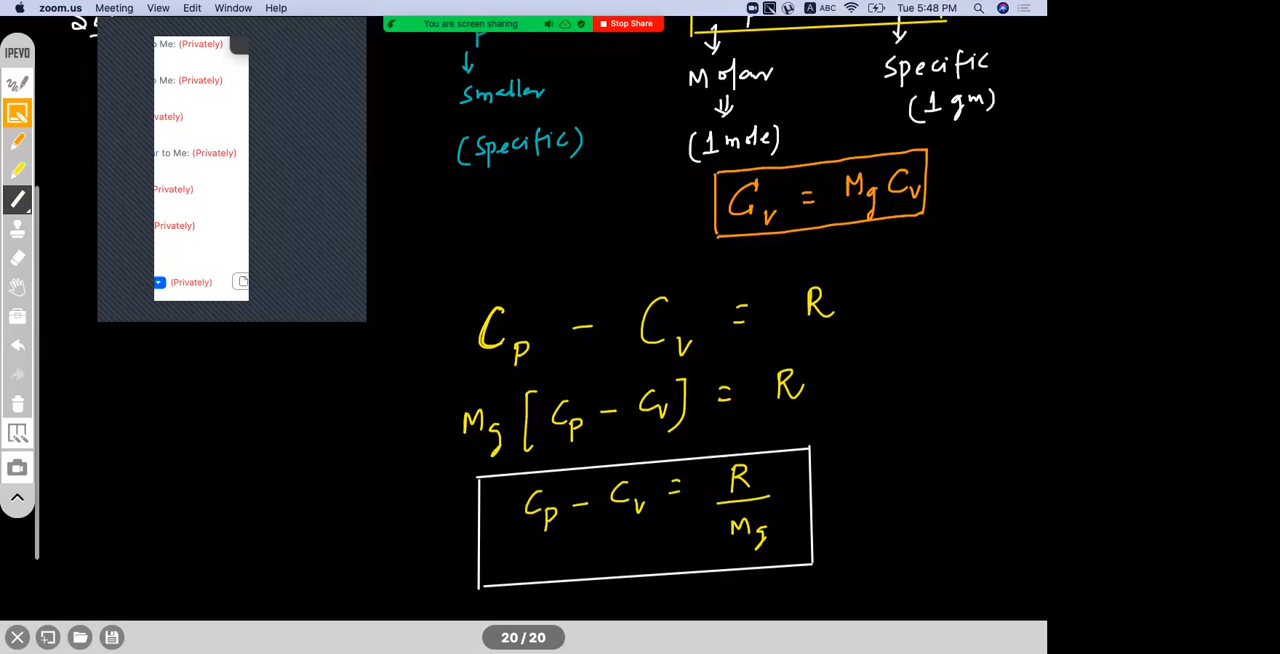 zoom.us Meeting View Edit Window Help ABC Tue 5:48 PM
You are screen sharing Stop Share
IPEVO
o Me: (Privately)
o Me: (Privately)
vately)
r to Me: (Privately)
Privately)
Privately)
(Privately)
p
↓
smaller
(specific)
Molar
⇓
(1 mole)
specific
(1 gm)
C_v = M_g C_v
C_p - C_v = R
M_g [C_p - C_v] = R
C_p - C_v = R / M_g
20 / 20